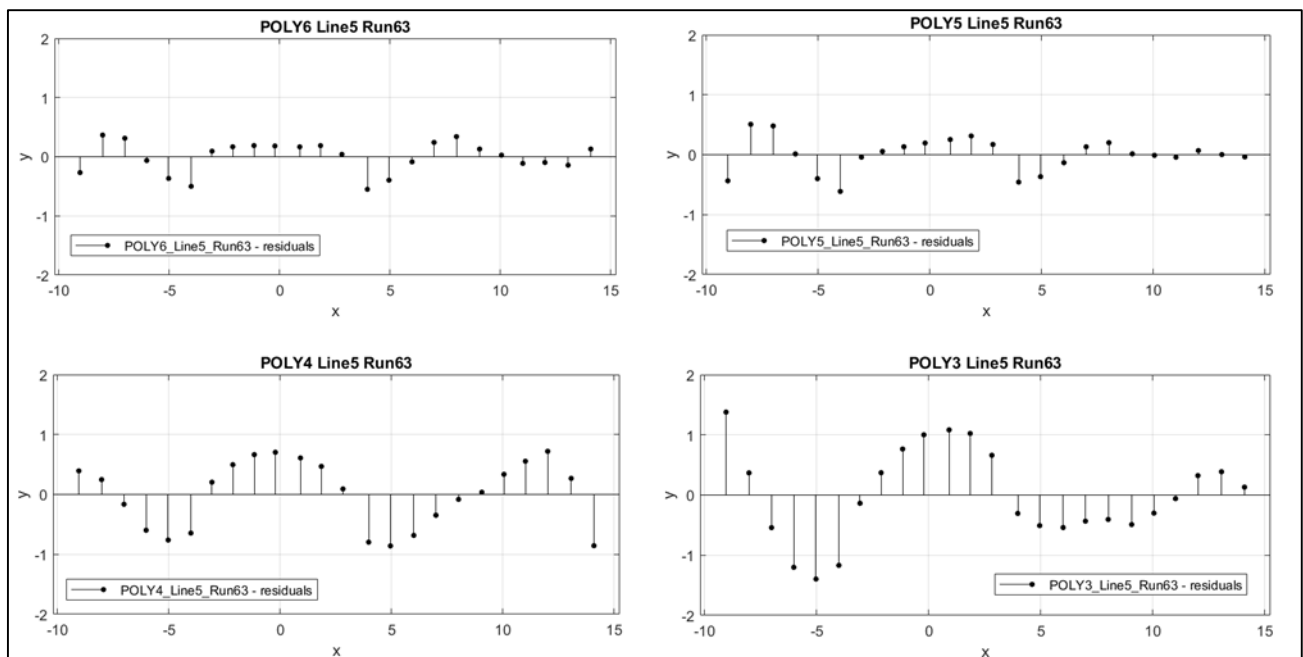 POLY6 Line5 Run63
2
1
0
-1
-2
y
POLY6_Line5_Run63 - residuals
-10 -5 0 5 10 15
x
POLY5 Line5 Run63
2
1
0
-1
-2
y
POLY5_Line5_Run63 - residuals
-10 -5 0 5 10 15
x
POLY4 Line5 Run63
2
1
0
-1
-2
y
POLY4_Line5_Run63 - residuals
-10 -5 0 5 10 15
x
POLY3 Line5 Run63
2
1
0
-1
-2
y
POLY3_Line5_Run63 - residuals
-10 -5 0 5 10 15
x